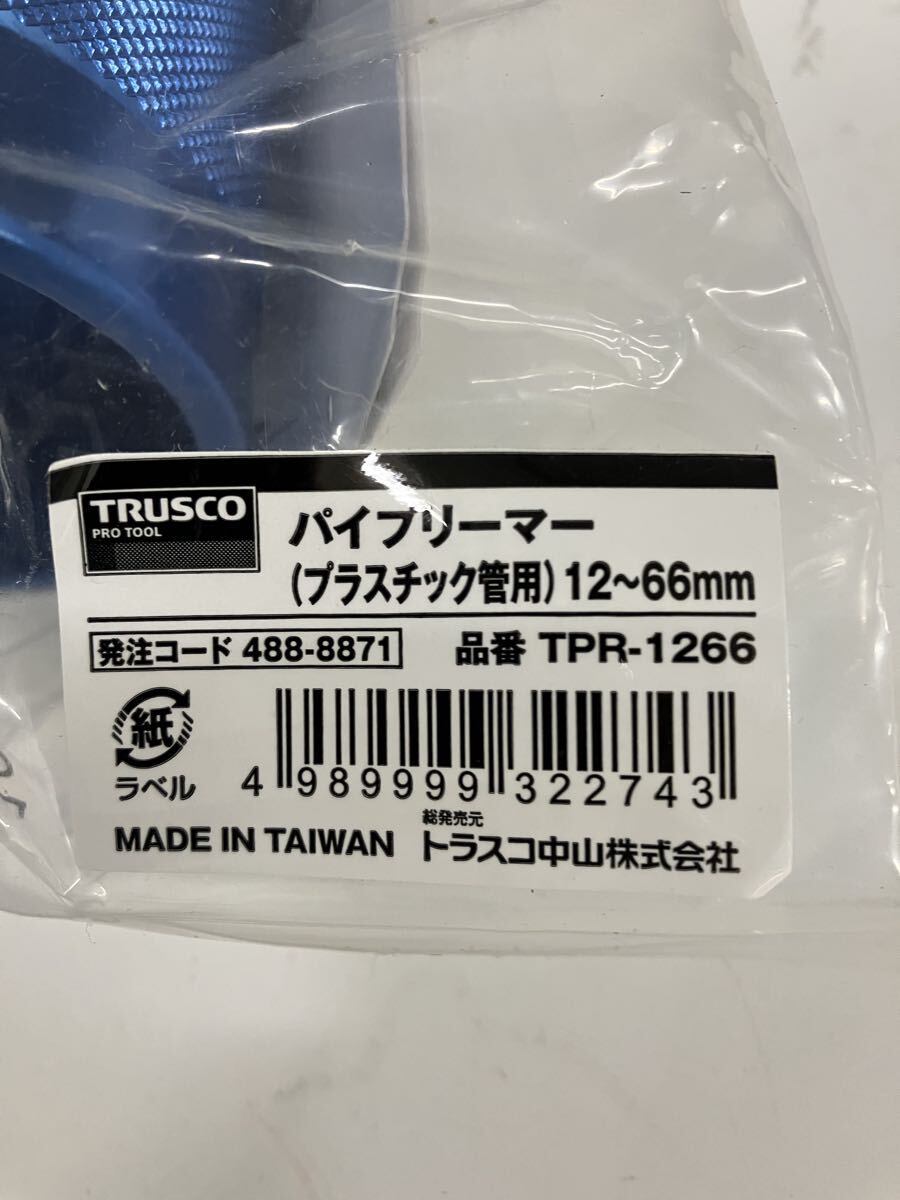 TRUSCO
PRO TOOL
パイプリーマー
(プラスチック管用) 12~66mm
発注コード 488-8871
品番 TPR-1266
紙
ラベル
4 989999 322743
MADE IN TAIWAN
総発売元
トラスコ中山株式会社